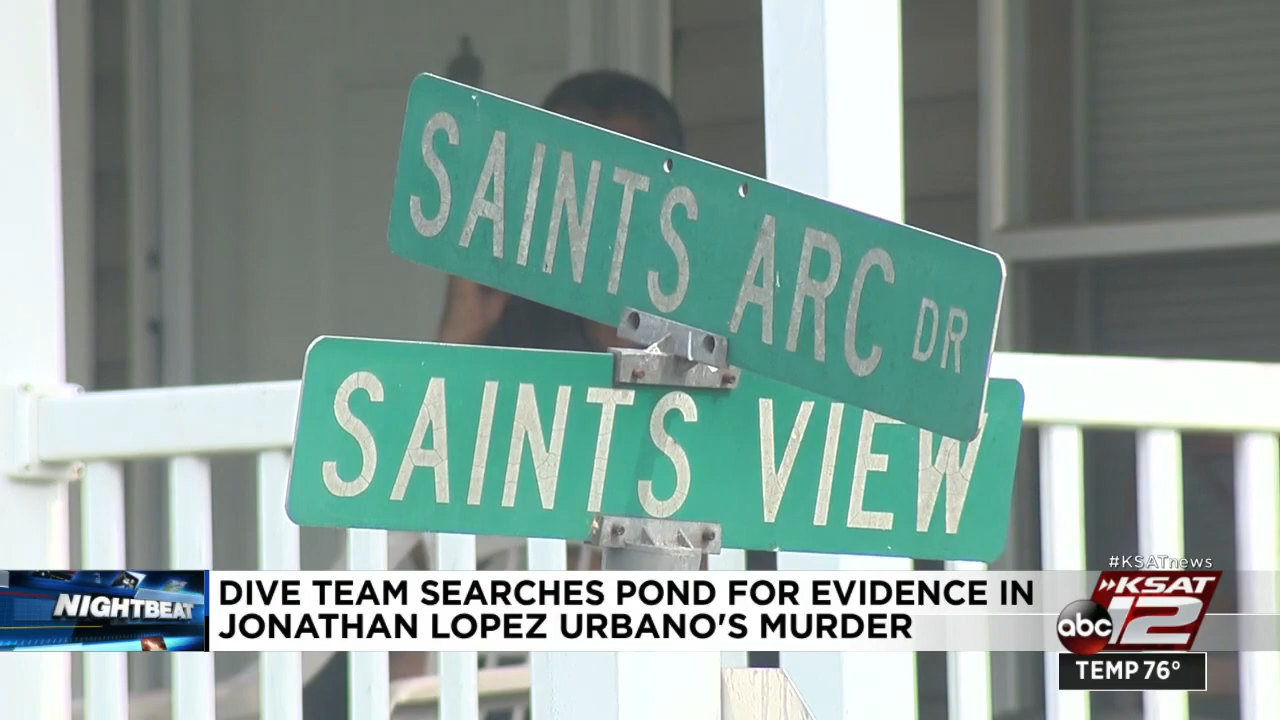 SAINTS ARC DR
SAINTS VIEW
#KSATnews
NIGHTBEAT
DIVE TEAM SEARCHES POND FOR EVIDENCE IN
JONATHAN LOPEZ URBANO'S MURDER
KSAT
abc 12
TEMP 76°